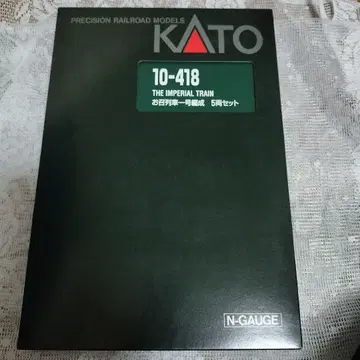 PRECISION RAILROAD MODELS
KATO
10-418
THE IMPERIAL TRAIN
お召列車一号編成 5両セット
N-GAUGE